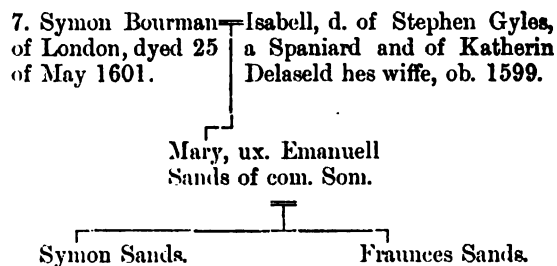 7. Symon Bourman
of London, dyed 25
of May 1601.
Isabell, d. of Stephen Gyles,
a Spaniard and of Katherin
Delaseld hes wiffe, ob. 1599.
Mary, ux. Emanuell
Sands of com. Som.
Symon Sands.
Fraunces Sands.